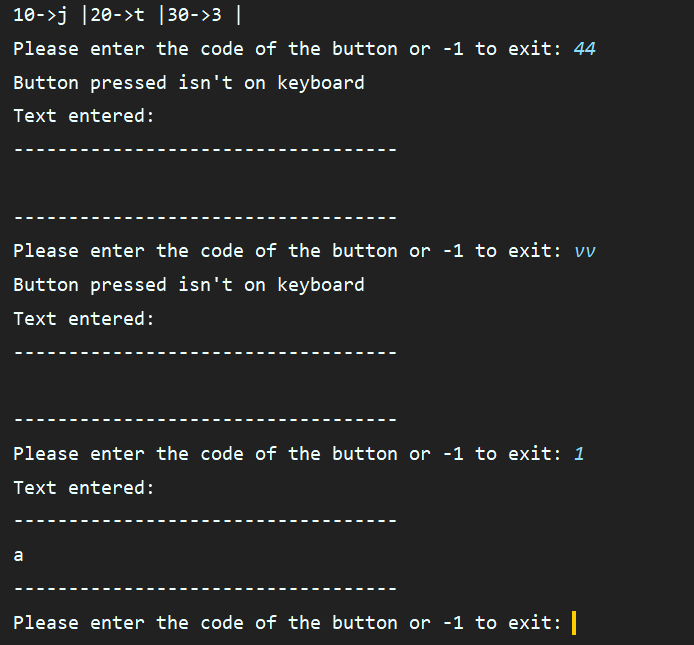 10->j |20->t |30->3 |
Please enter the code of the button or -1 to exit: 44
Button pressed isn't on keyboard
Text entered:
-----------------------------------

-----------------------------------
Please enter the code of the button or -1 to exit: vv
Button pressed isn't on keyboard
Text entered:
-----------------------------------

-----------------------------------
Please enter the code of the button or -1 to exit: 1
Text entered:
-----------------------------------
a
-----------------------------------
Please enter the code of the button or -1 to exit: